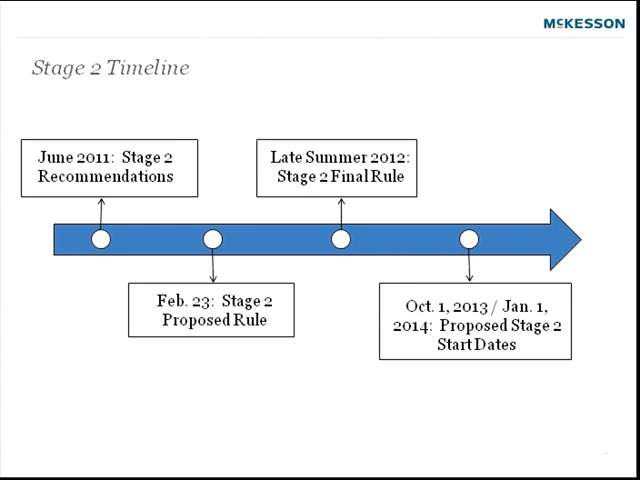 MCKESSON
Stage 2 Timeline
June 2011: Stage 2
Recommendations
Late Summer 2012:
Stage 2 Final Rule
Feb. 23: Stage 2
Proposed Rule
Oct. 1, 2013 / Jan. 1,
2014: Proposed Stage 2
Start Dates